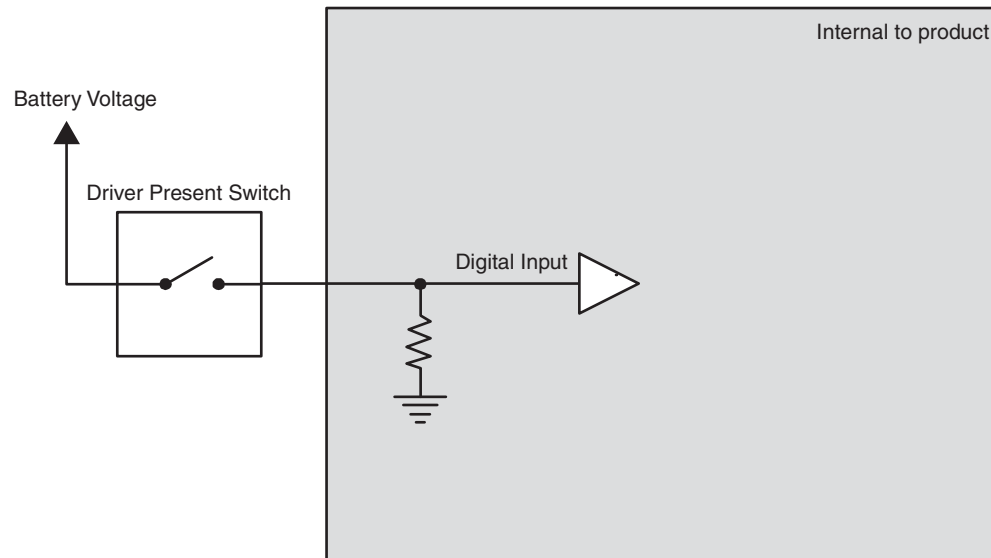 Internal to product
Battery Voltage
Driver Present Switch
Digital Input